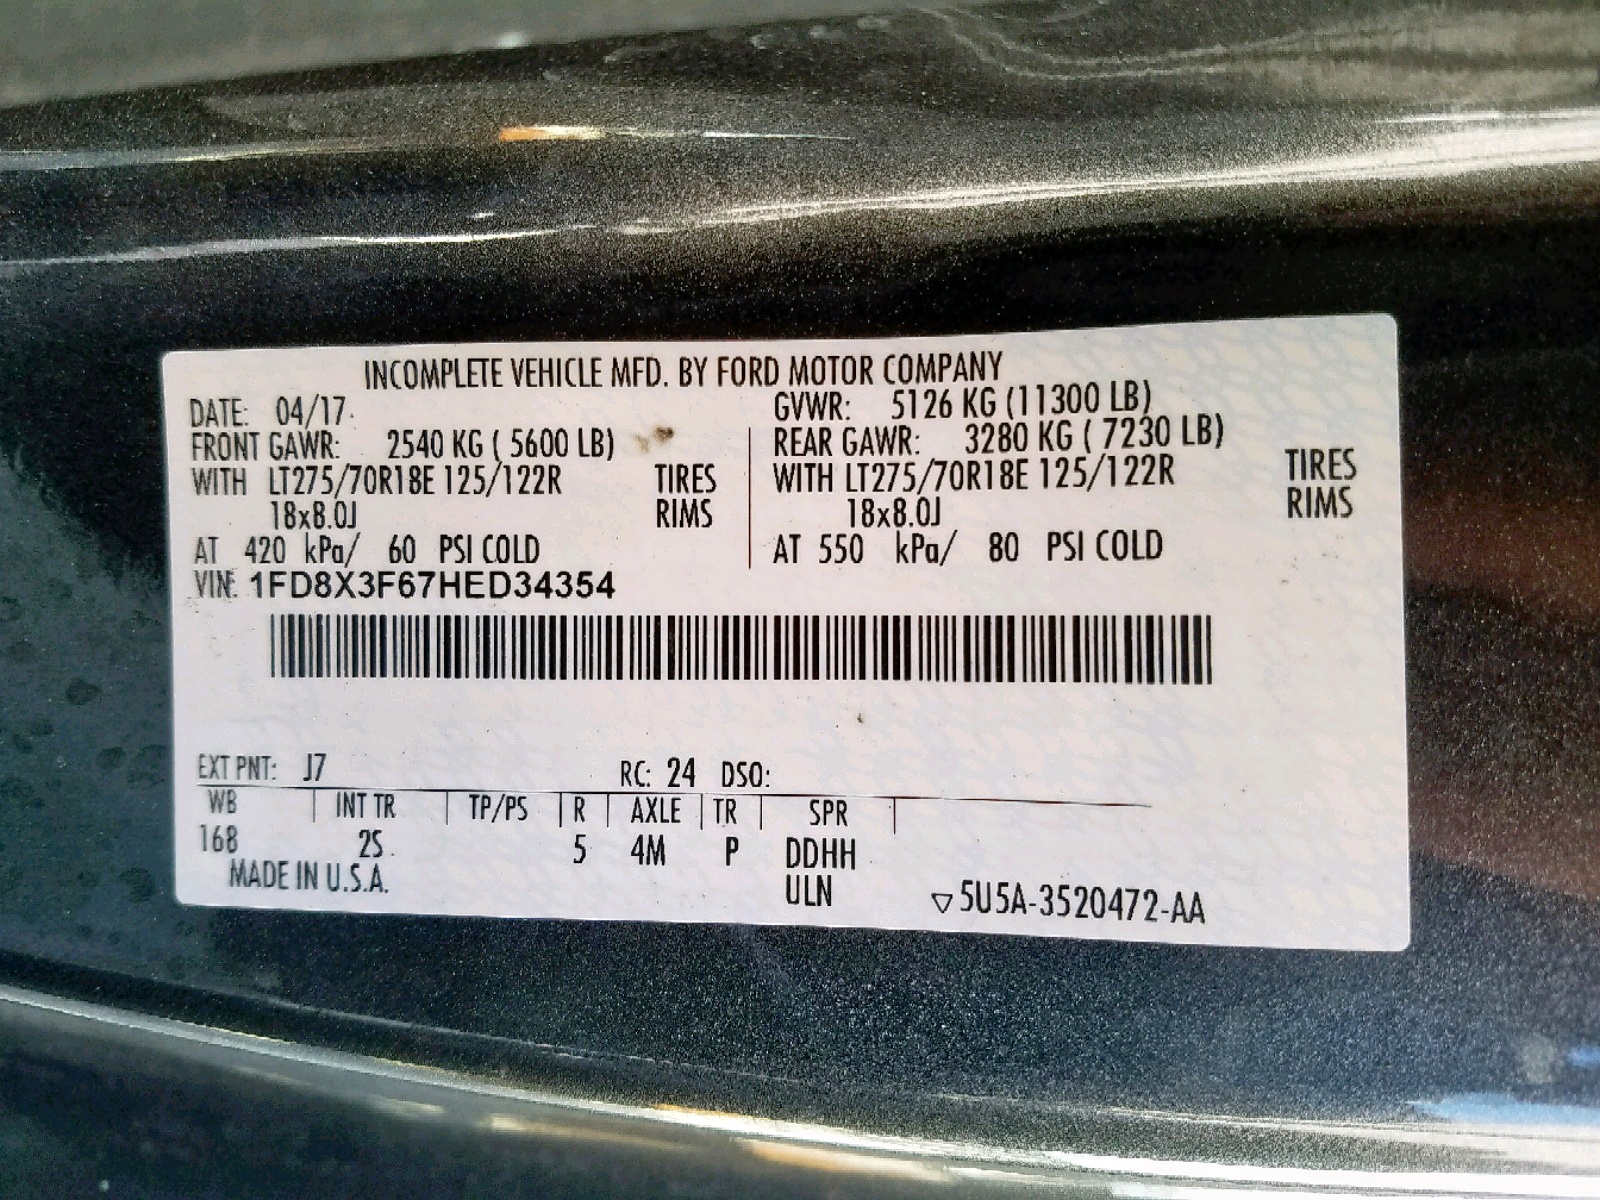 INCOMPLETE VEHICLE MFD. BY FORD MOTOR COMPANY
DATE: 04/17 GVWR: 5126 KG (11300 LB)
FRONT GAWR: 2540 KG ( 5600 LB) REAR GAWR: 3280 KG ( 7230 LB)
WITH LT275/70R18E 125/122R TIRES WITH LT275/70R18E 125/122R TIRES
18x8.0J RIMS 18x8.0J RIMS
AT 420 kPa/ 60 PSI COLD AT 550 kPa/ 80 PSI COLD
VIN: 1FD8X3F67HED34354
EXT PNT: J7 RC: 24 DSO:
WB INT TR TP/PS R AXLE TR SPR
168 2S 5 4M P DDHH
MADE IN U.S.A. ULN ▽5U5A-3520472-AA